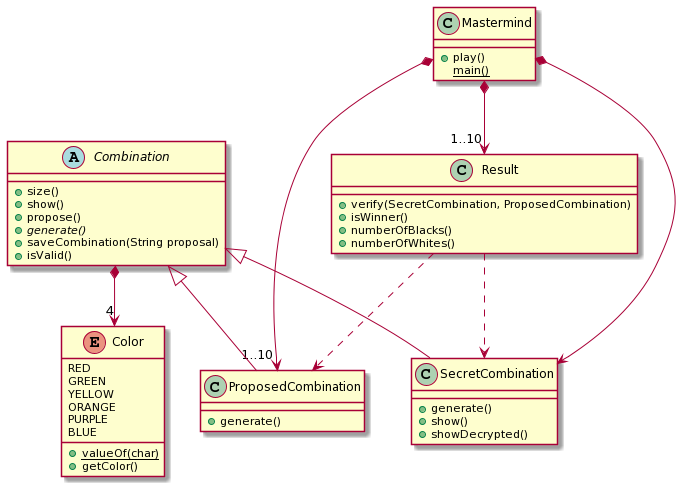 C Mastermind
play()
main()
1..10
A Combination
size()
show()
propose()
generate()
saveCombination(String proposal)
isValid()
C Result
verify(SecretCombination, ProposedCombination)
isWinner()
numberOfBlacks()
numberOfWhites()
4
E Color
RED
GREEN
YELLOW
ORANGE
PURPLE
BLUE
valueOf(char)
getColor()
1..10
C ProposedCombination
generate()
C SecretCombination
generate()
show()
showDecrypted()